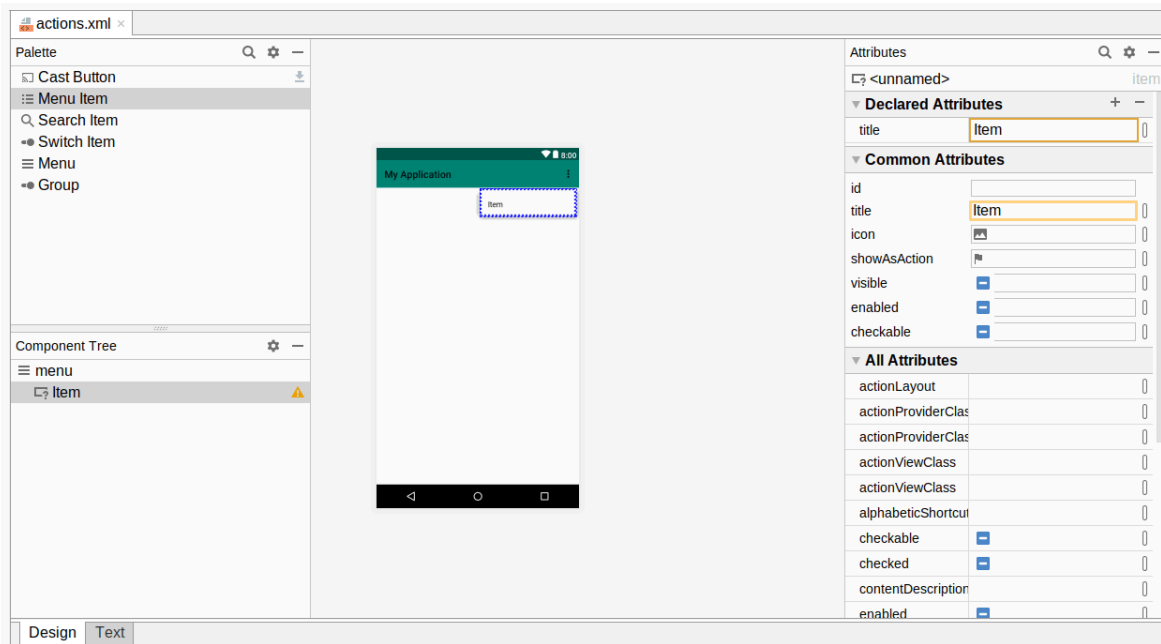 actions.xml
Palette
Cast Button
Menu Item
Search Item
Switch Item
Menu
Group
Component Tree
menu
Item
8:00
My Application
Item
Attributes
<unnamed> item
Declared Attributes
title Item
Common Attributes
id
title Item
icon
showAsAction
visible
enabled
checkable
All Attributes
actionLayout
actionProviderClas
actionProviderClas
actionViewClass
actionViewClass
alphabeticShortcut
checkable
checked
contentDescription
enabled
Design Text